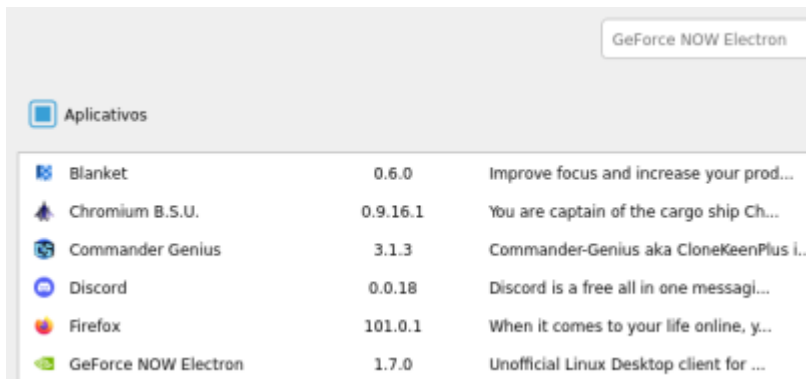 GeForce NOW Electron
Aplicativos
Blanket 0.6.0 Improve focus and increase your prod...
Chromium B.S.U. 0.9.16.1 You are captain of the cargo ship Ch...
Commander Genius 3.1.3 Commander-Genius aka CloneKeenPlus i...
Discord 0.0.18 Discord is a free all in one messagi...
Firefox 101.0.1 When it comes to your life online, y...
GeForce NOW Electron 1.7.0 Unofficial Linux Desktop client for ...